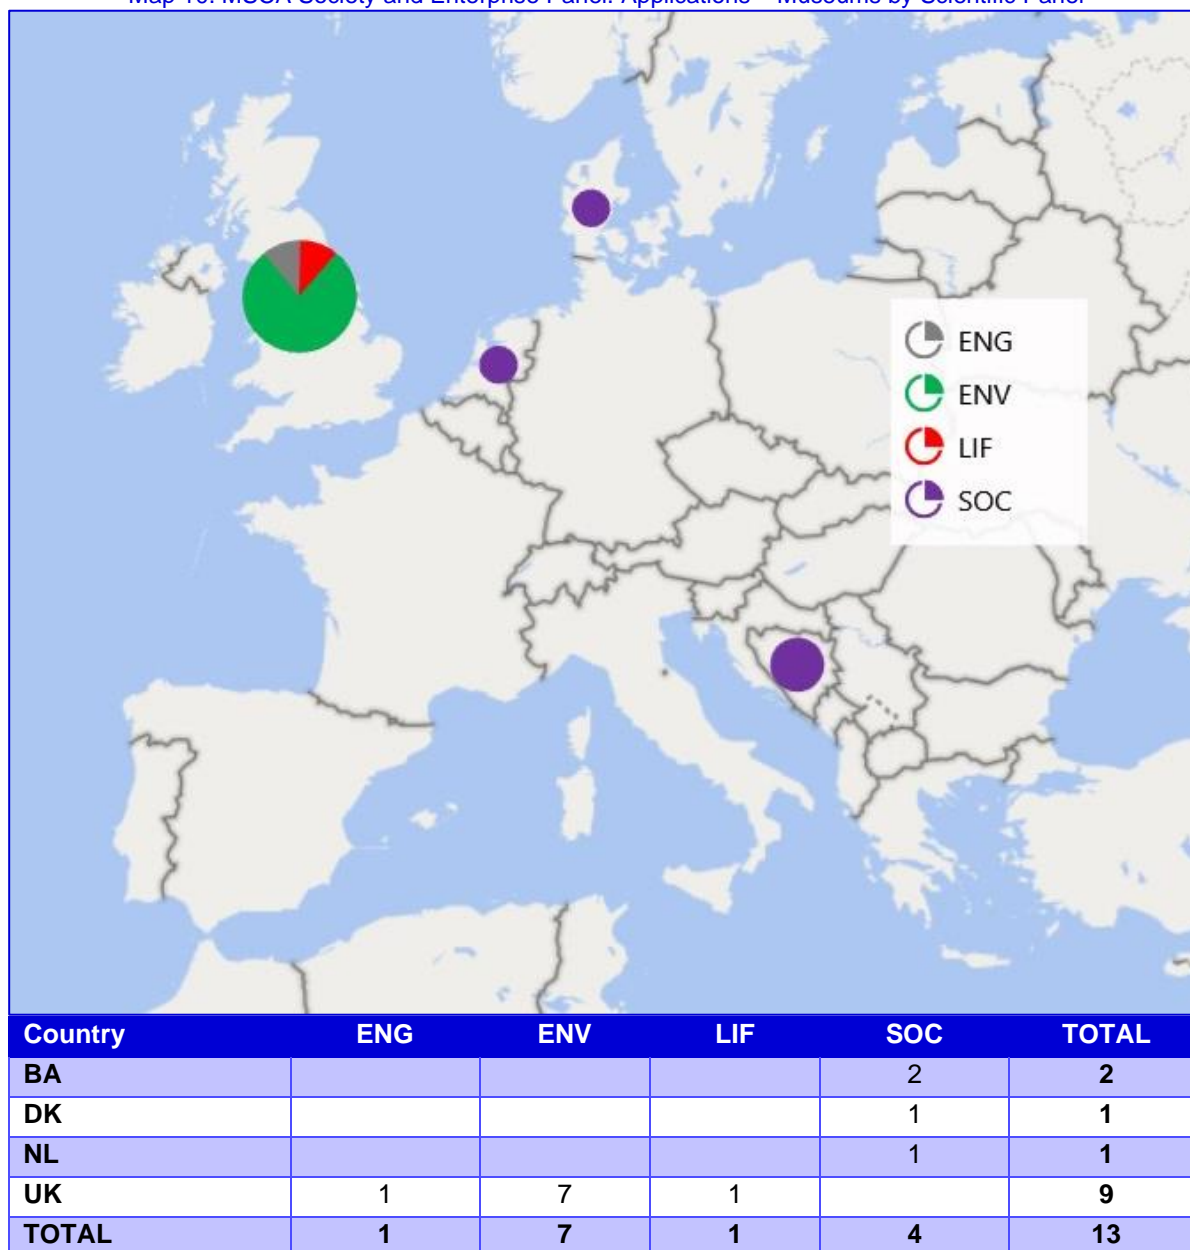 ENG
ENV
LIF
SOC
Country ENG ENV LIF SOC TOTAL
BA 2 2
DK 1 1
NL 1 1
UK 1 7 1 9
TOTAL 1 7 1 4 13